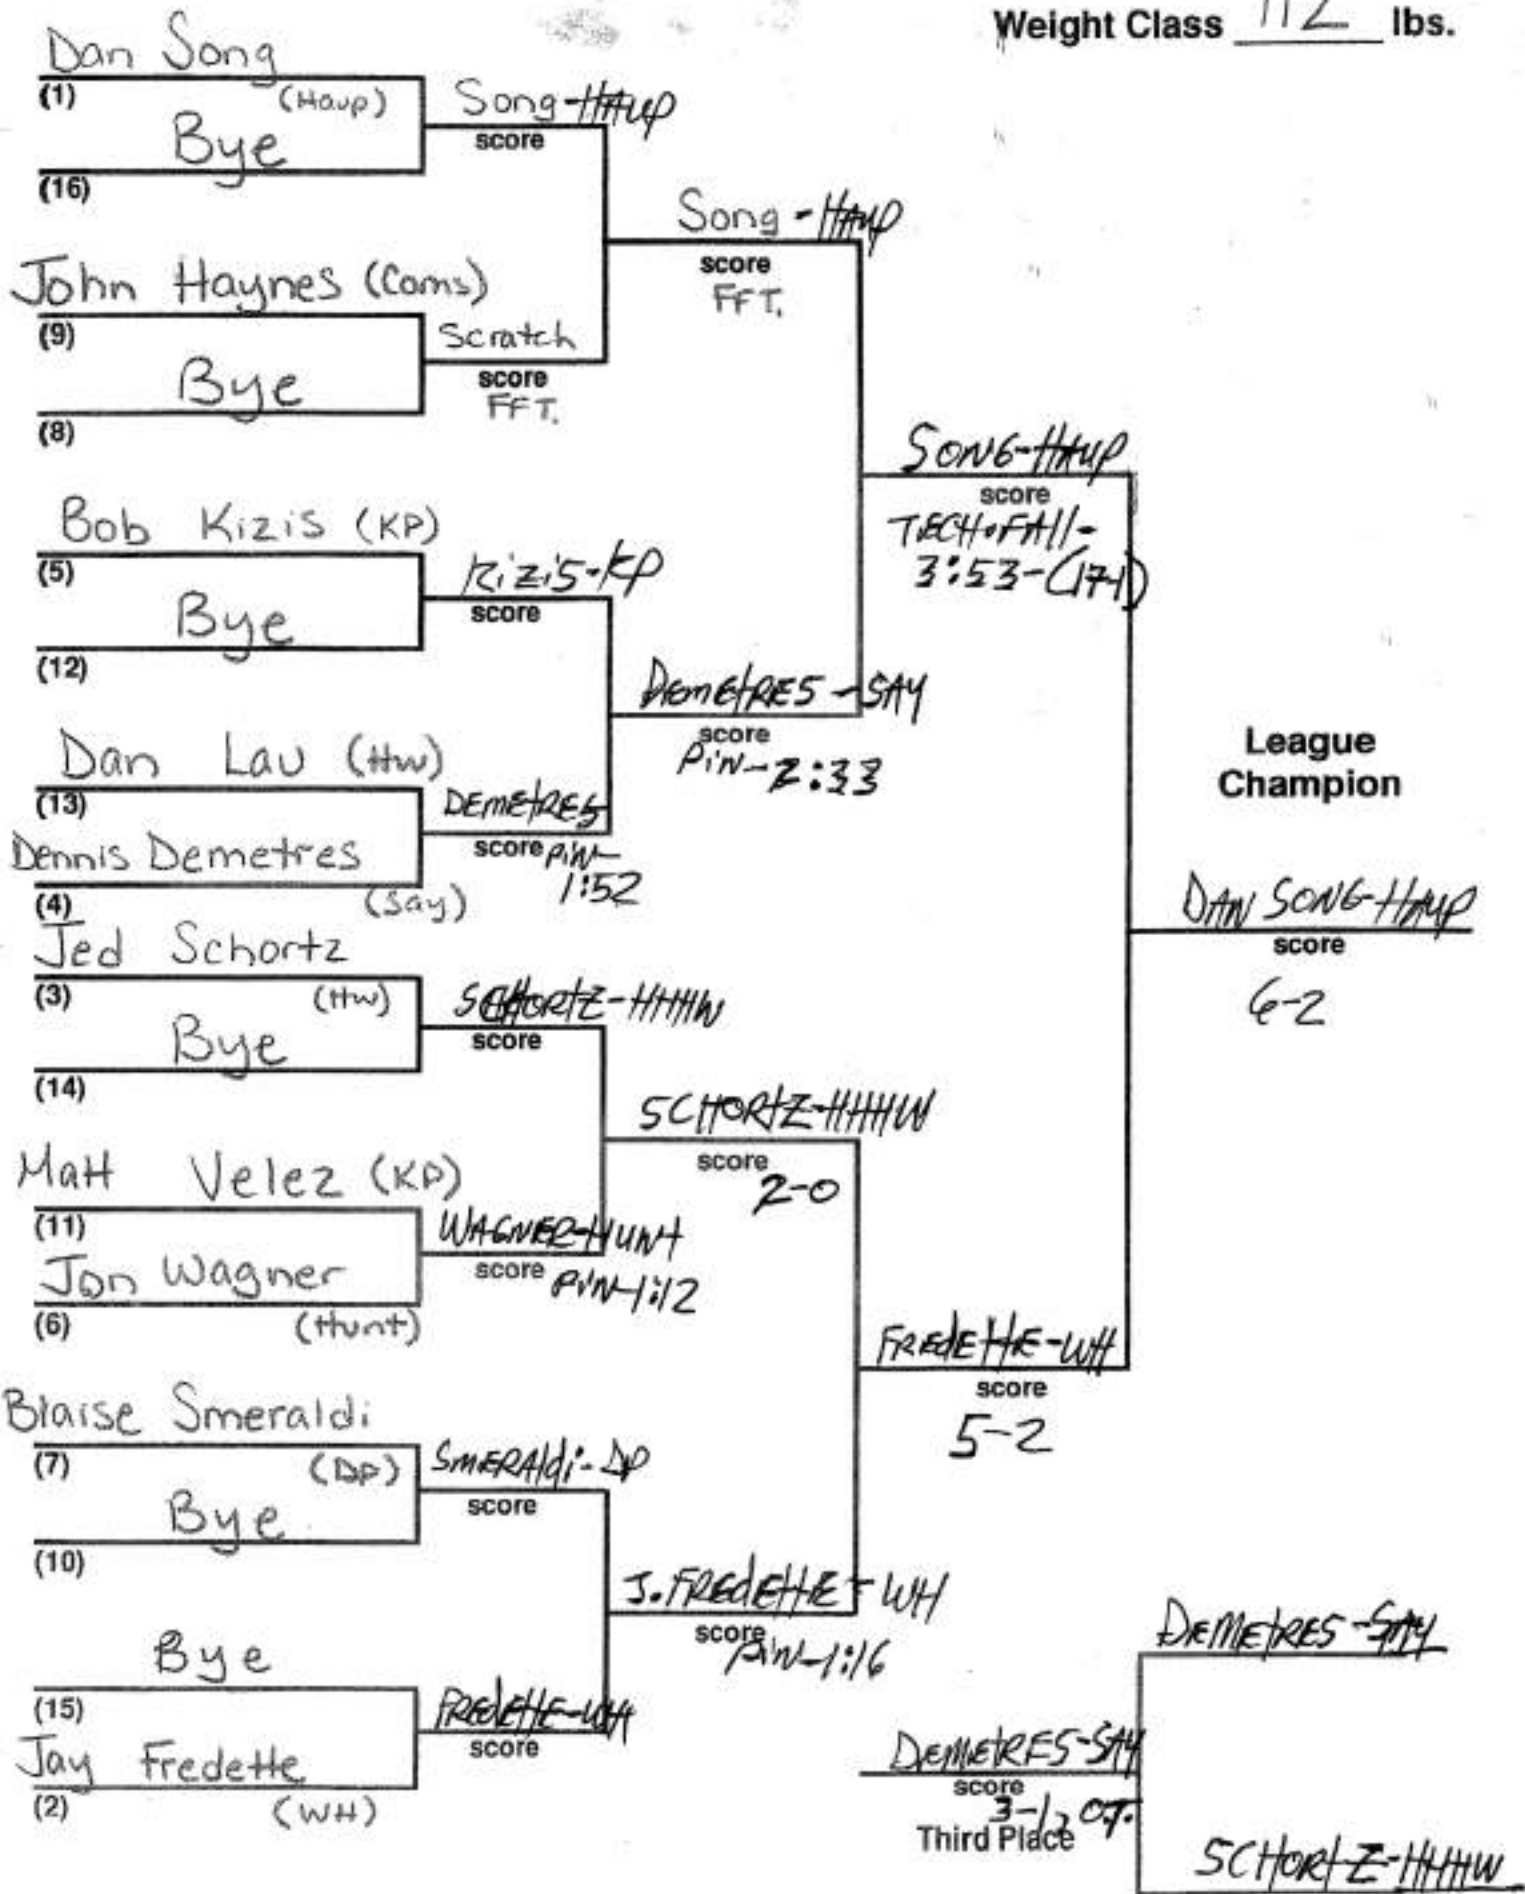 Weight Class 112 lbs.
Dan Song
(1) (Haup)
Bye
(16)
Song-HAUP
score
John Haynes (Coms)
(9)
Bye
(8)
Scratch
score
FFT.
Song-HAUP
score
FFT.
Bob Kizis (KP)
(5)
Bye
(12)
Kizis-KP
score
Dan Lau (HW)
(13)
Dennis Demetres
(4) (Say)
DEMETRES
score PIN-
1:52
DEMETRES-SAY
score
PIN-2:33
SONG-HAUP
score
TECH.FALL-
3:53-(17-1)
Jed Schortz
(3) (HW)
Bye
(14)
SCHORTZ-HHHW
score
Matt Velez (KP)
(11)
Jon Wagner
(6) (Hunt)
WAGNER-HUNT
score PIN-1:12
SCHORTZ-HHHW
score
2-0
Blaise Smeraldi
(7) (DP)
Bye
(10)
SMERALDI-DP
score
Bye
(15)
Jay Fredette
(2) (WH)
FREDETTE-WH
score
J. FREDETTE-WH
score
PIN-1:16
FREDETTE-WH
score
5-2
League
Champion
DAN SONG-HAUP
score
6-2
DEMETRES-SAY
DEMETRES-SAY
score
3-1, O.T.
Third Place
SCHORTZ-HHHW